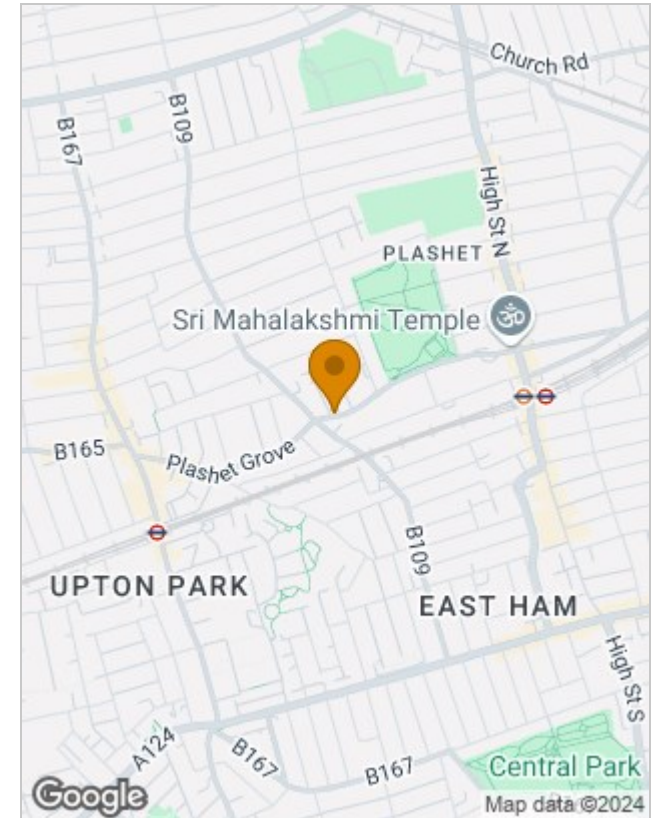 Church Rd
B109
B167
High St N
PLASHET
Sri Mahalakshmi Temple
B165
Plashet Grove
B109
UPTON PARK
EAST HAM
High St S
A124
B167
B167
Central Park
Google
Map data ©2024